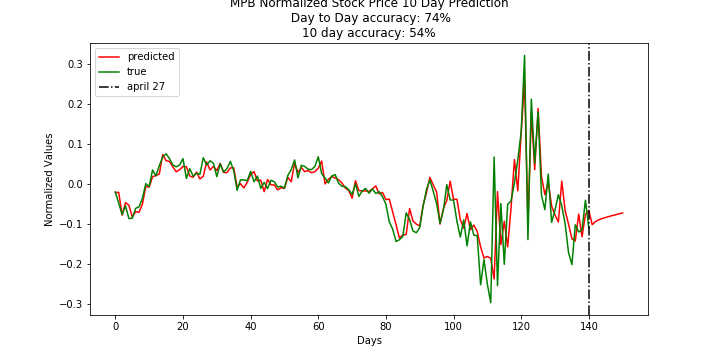 MPB Normalized Stock Price 10 Day Prediction
Day to Day accuracy: 74%
10 day accuracy: 54%
predicted
true
april 27
Normalized Values
0.3
0.2
0.1
0.0
−0.1
−0.2
−0.3
0 20 40 60 80 100 120 140
Days